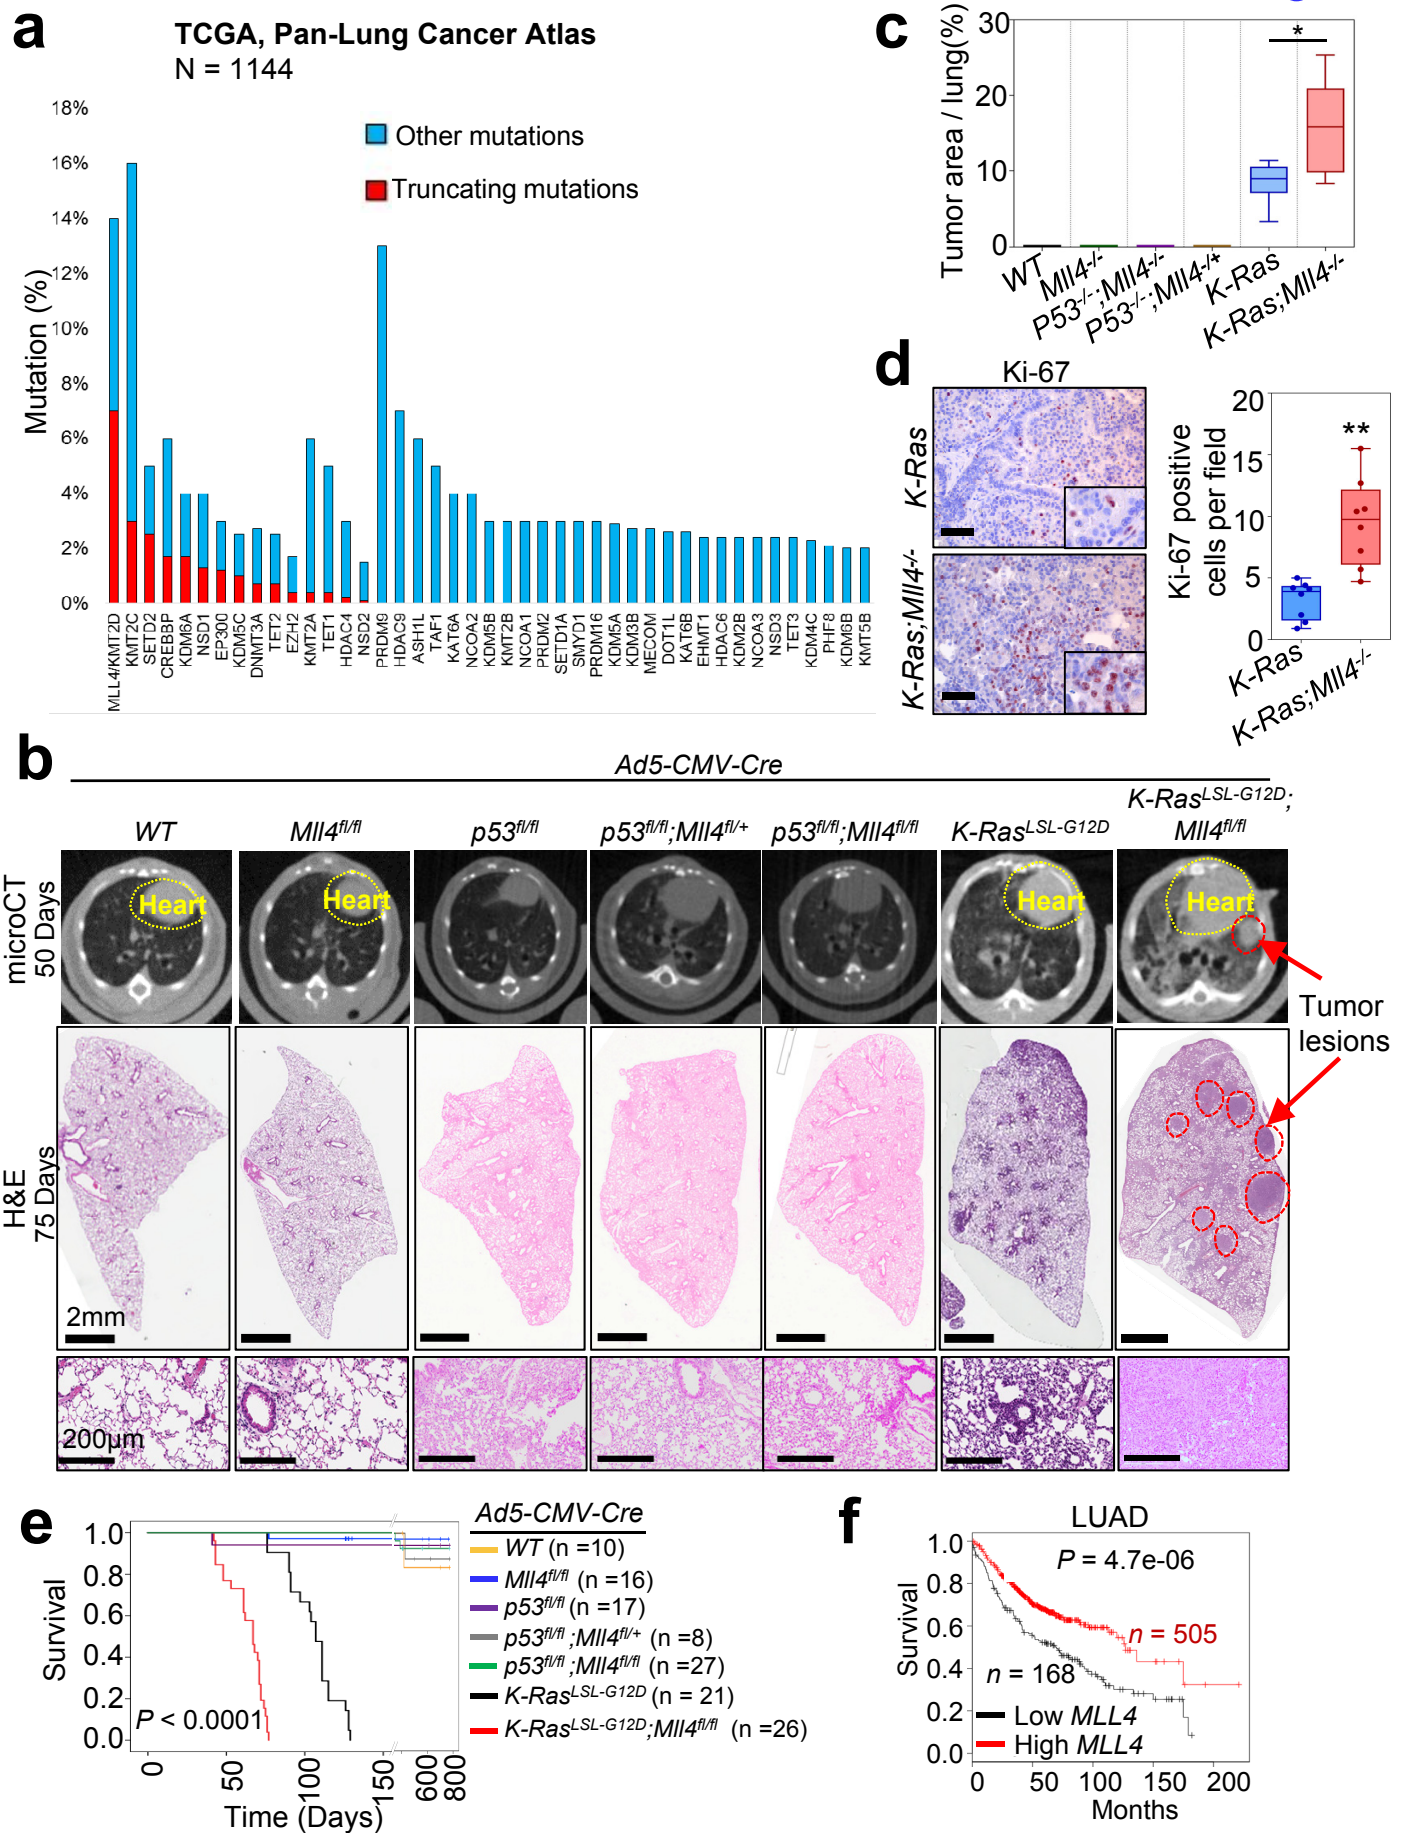 a
TCGA, Pan-Lung Cancer Atlas
N = 1144
Other mutations
Truncating mutations
Mutation (%)
18%
16%
14%
12%
10%
8%
6%
4%
2%
0%
MLL4/KMT2D
KMT2C
SETD2
CREBBP
KDM6A
NSD1
EP300
KDM5C
DNMT3A
TET2
EZH2
KMT2A
TET1
HDAC4
NSD2
PRDM9
HDAC9
ASH1L
TAF1
KAT6A
NCOA2
KDM5B
KMT2B
NCOA1
PRDM2
SETD1A
SMYD1
PRDM16
KDM5A
KDM3B
MECOM
DOT1L
KAT6B
EHMT1
HDAC6
KDM2B
NCOA3
NSD3
TET3
KDM4C
PHF8
KDM6B
KMT5B
c
Tumor area / lung(%)
30
20
10
0
*
WT
Mll4-/-
P53-/-;Mll4-/-
P53-/-;Mll4-/+
K-Ras
K-Ras;Mll4-/-
d
Ki-67
K-Ras
K-Ras;Mll4-/-
Ki-67 positive
cells per field
20
15
10
5
0
**
K-Ras
K-Ras;Mll4-/-
b
Ad5-CMV-Cre
WT
Mll4fl/fl
p53fl/fl
p53fl/fl;Mll4fl/+
p53fl/fl;Mll4fl/fl
K-RasLSL-G12D
K-RasLSL-G12D;
Mll4fl/fl
microCT
50 Days
Heart
Heart
Heart
Heart
Tumor
lesions
H&E
75 Days
2mm
200µm
e
Survival
1.0
0.8
0.6
0.4
0.2
0.0
P < 0.0001
0
50
100
150
600
800
Time (Days)
Ad5-CMV-Cre
WT (n =10)
Mll4fl/fl (n =16)
p53fl/fl (n =17)
p53fl/fl;Mll4fl/+ (n =8)
p53fl/fl;Mll4fl/fl (n =27)
K-RasLSL-G12D (n = 21)
K-RasLSL-G12D;Mll4fl/fl (n =26)
f
LUAD
P = 4.7e-06
Survival
1.0
0.8
0.6
0.4
0.2
0.0
n = 505
n = 168
Low MLL4
High MLL4
0
50
100
150
200
Months